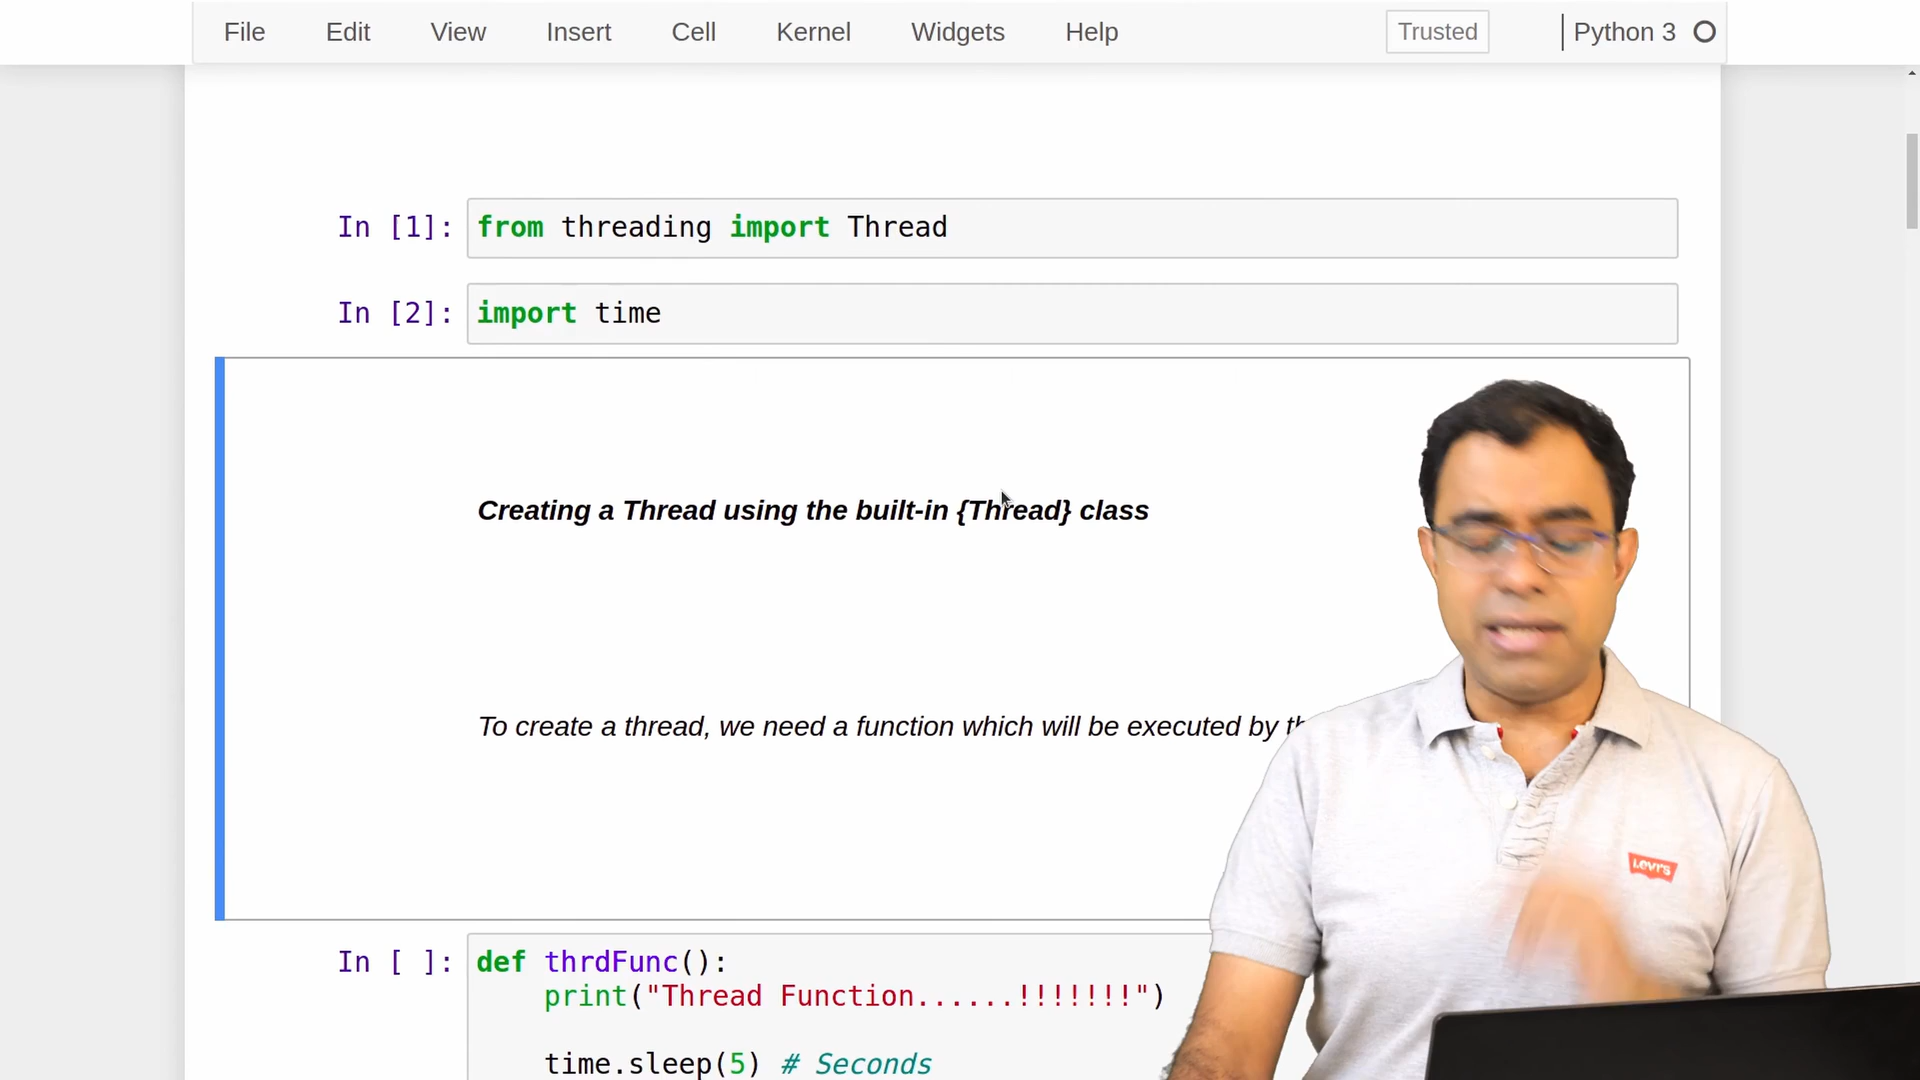 File Edit View Insert Cell Kernel Widgets Help Trusted Python 3
In [1]: from threading import Thread
In [2]: import time
Creating a Thread using the built-in {Thread} class
To create a thread, we need a function which will be executed by
Levi's
In [ ]: def thrdFunc():
print("Thread Function......!!!!!!!")
time.sleep(5) # Seconds